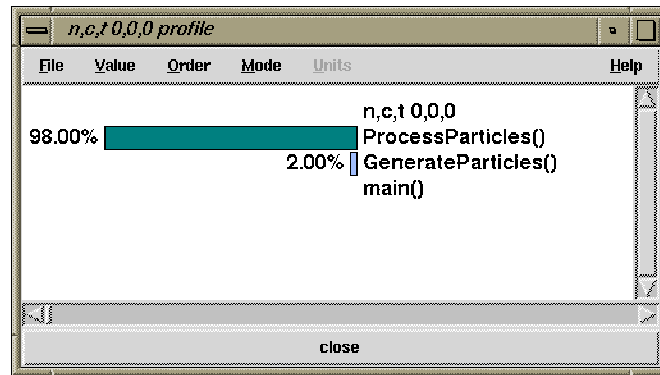 n,c,t 0,0,0 profile
File Value Order Mode Units Help
n,c,t 0,0,0
98.00% ProcessParticles()
2.00% GenerateParticles()
main()
close